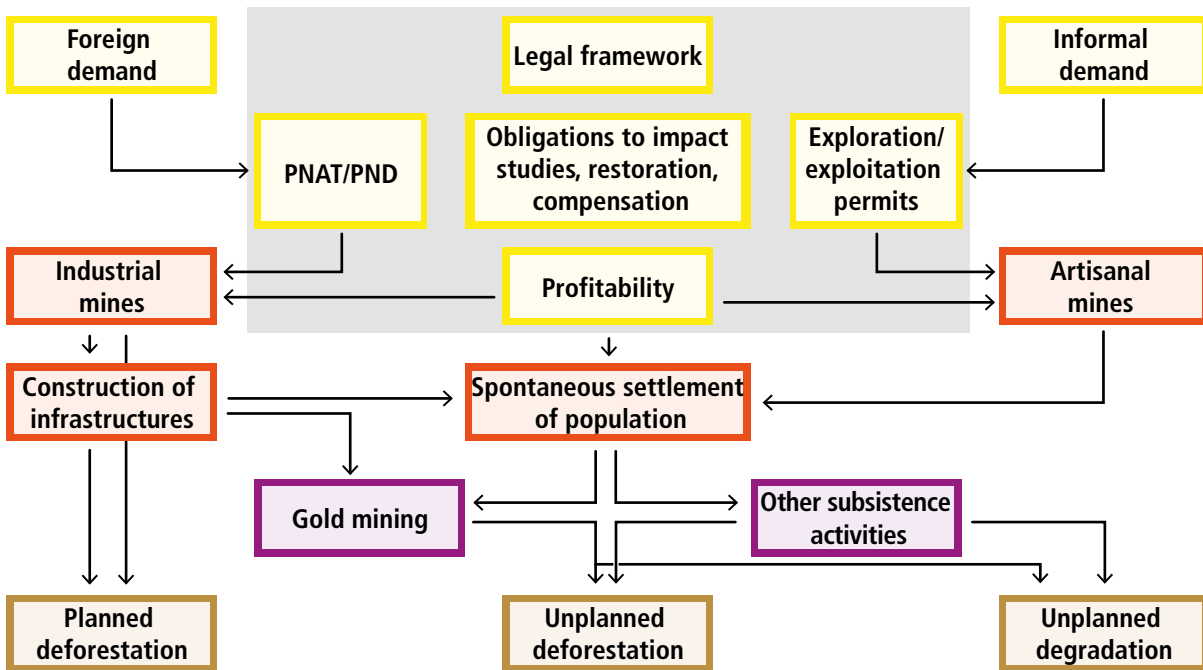 Foreign
demand
Legal framework
Informal
demand
PNAT/PND
Obligations to impact
studies, restoration,
compensation
Exploration/
exploitation
permits
Industrial
mines
Profitability
Artisanal
mines
Construction of
infrastructures
Spontaneous settlement
of population
Gold mining
Other subsistence
activities
Planned
deforestation
Unplanned
deforestation
Unplanned
degradation